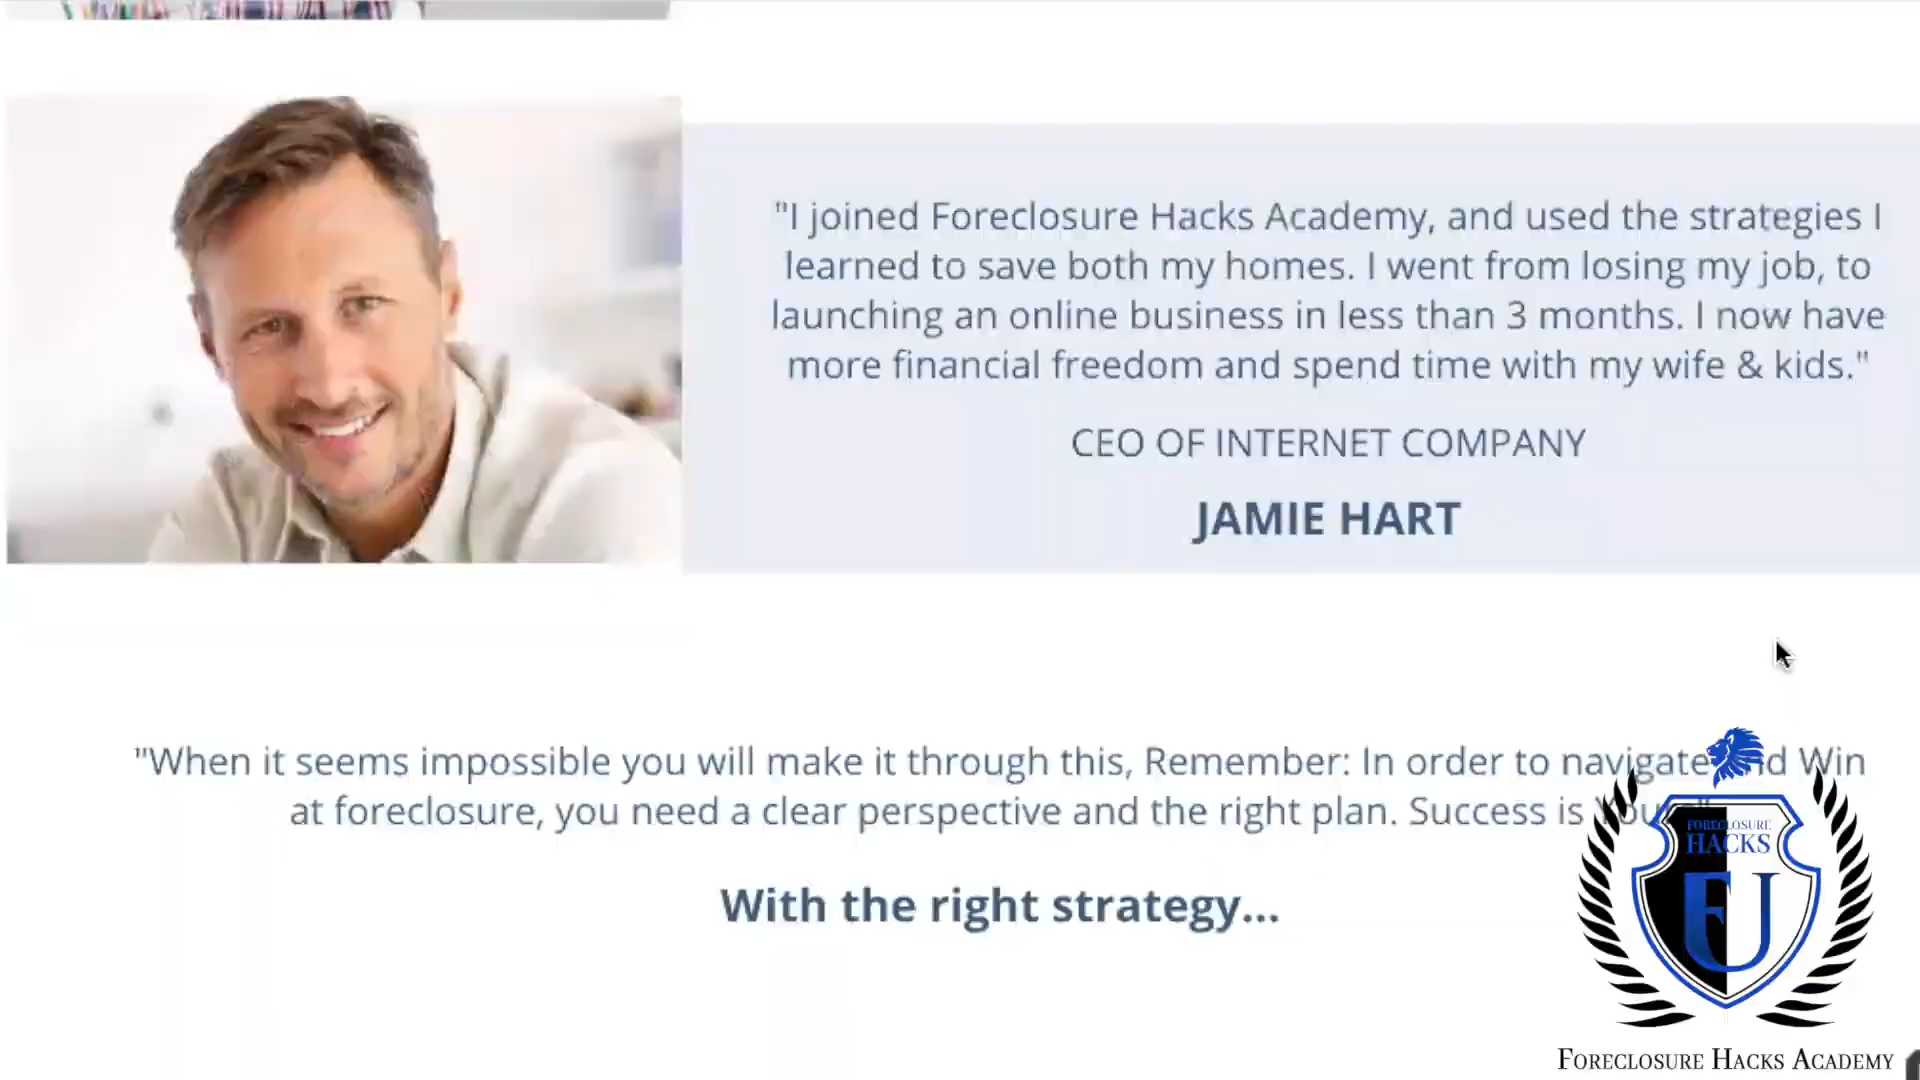 "I joined Foreclosure Hacks Academy, and used the strategies I
learned to save both my homes. I went from losing my job, to
launching an online business in less than 3 months. I now have
more financial freedom and spend time with my wife & kids."
CEO OF INTERNET COMPANY
JAMIE HART
"When it seems impossible you will make it through this, Remember: In order to navigate Win
at foreclosure, you need a clear perspective and the right plan. Success is
With the right strategy...
FORECLOSURE
HACKS
FU
FORECLOSURE HACKS ACADEMY